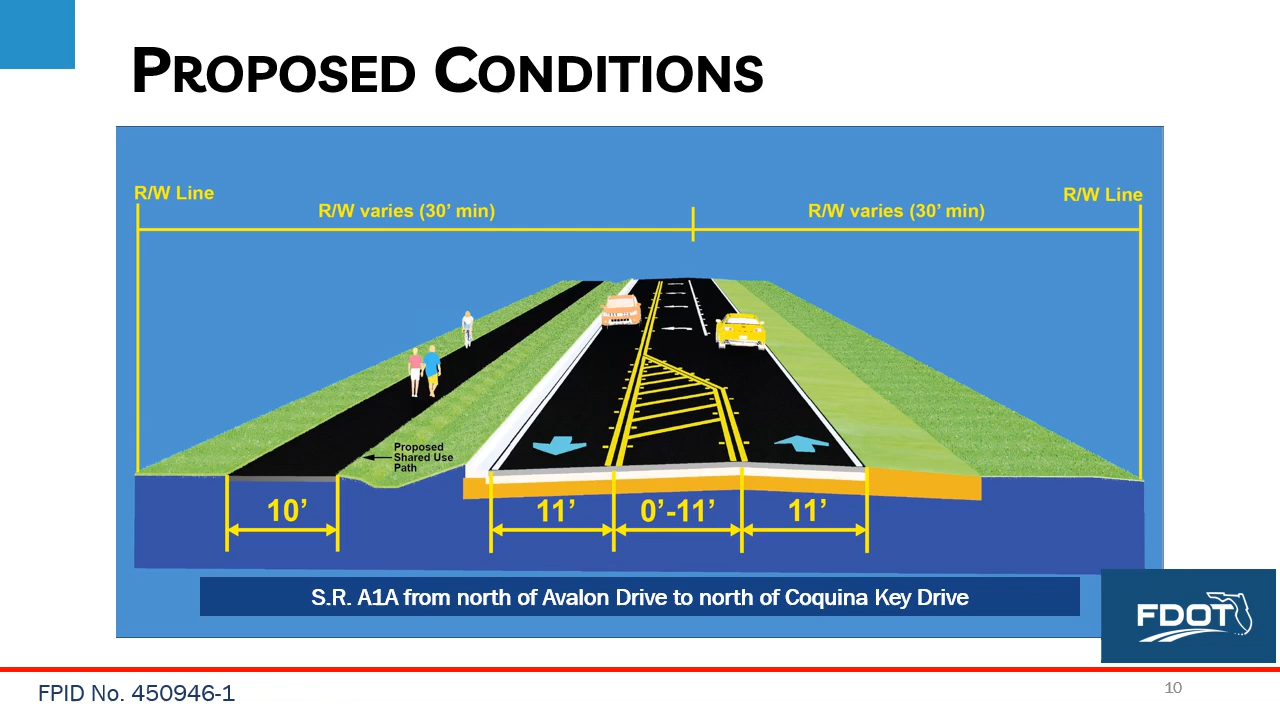 PROPOSED CONDITIONS
R/W Line
R/W Line
R/W varies (30’ min)
R/W varies (30’ min)
Proposed
Shared Use
Path
10’
11’
0’-11’
11’
S.R. A1A from north of Avalon Drive to north of Coquina Key Drive
FDOT
FPID No. 450946-1
10